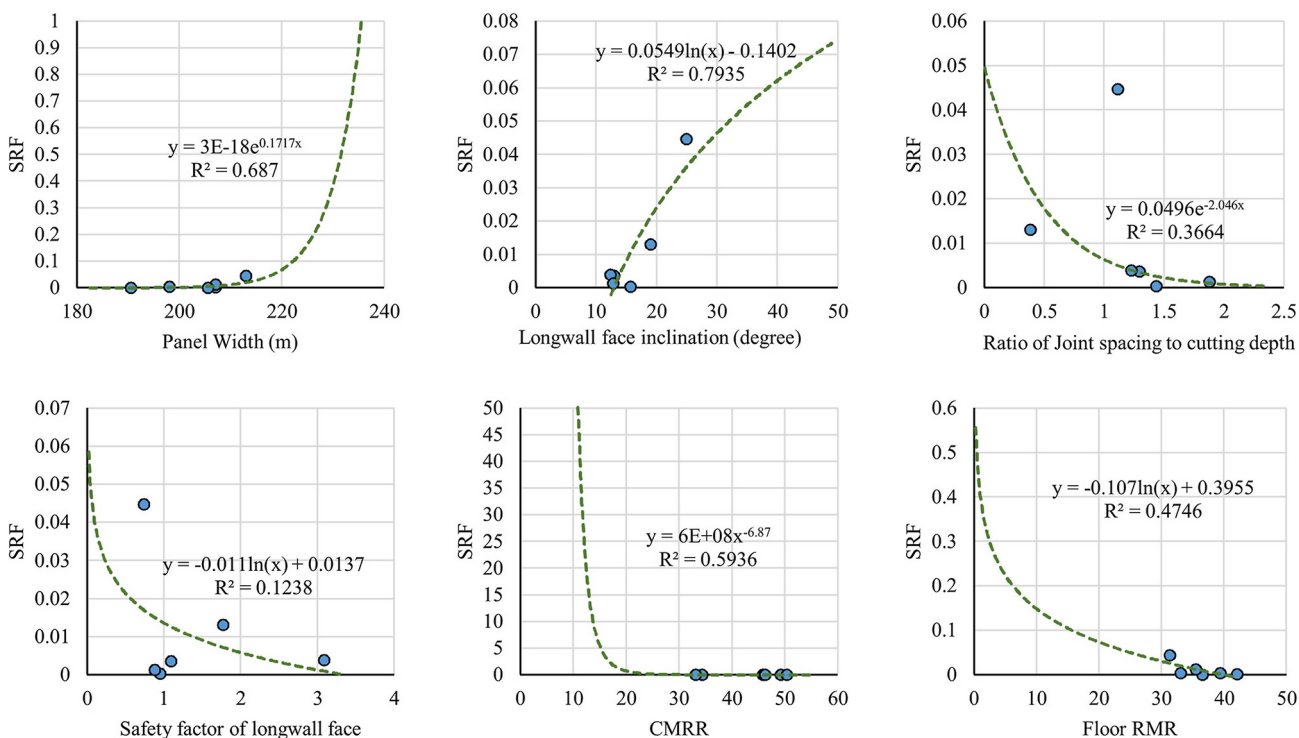 1
0.9
0.8
0.7
0.6
0.5
0.4
0.3
0.2
0.1
0
SRF
y = 3E-18e^0.1717x
R² = 0.687
180 200 220 240
Panel Width (m)
0.08
0.07
0.06
0.05
0.04
0.03
0.02
0.01
0
SRF
y = 0.0549ln(x) - 0.1402
R² = 0.7935
0 10 20 30 40 50
Longwall face inclination (degree)
0.06
0.05
0.04
0.03
0.02
0.01
0
SRF
y = 0.0496e^-2.046x
R² = 0.3664
0 0.5 1 1.5 2 2.5
Ratio of Joint spacing to cutting depth
0.07
0.06
0.05
0.04
0.03
0.02
0.01
0
SRF
y = -0.011ln(x) + 0.0137
R² = 0.1238
0 1 2 3 4
Safety factor of longwall face
50
45
40
35
30
25
20
15
10
5
0
SRF
y = 6E+08x^-6.87
R² = 0.5936
0 10 20 30 40 50 60
CMRR
0.6
0.5
0.4
0.3
0.2
0.1
0
SRF
y = -0.107ln(x) + 0.3955
R² = 0.4746
0 10 20 30 40 50
Floor RMR